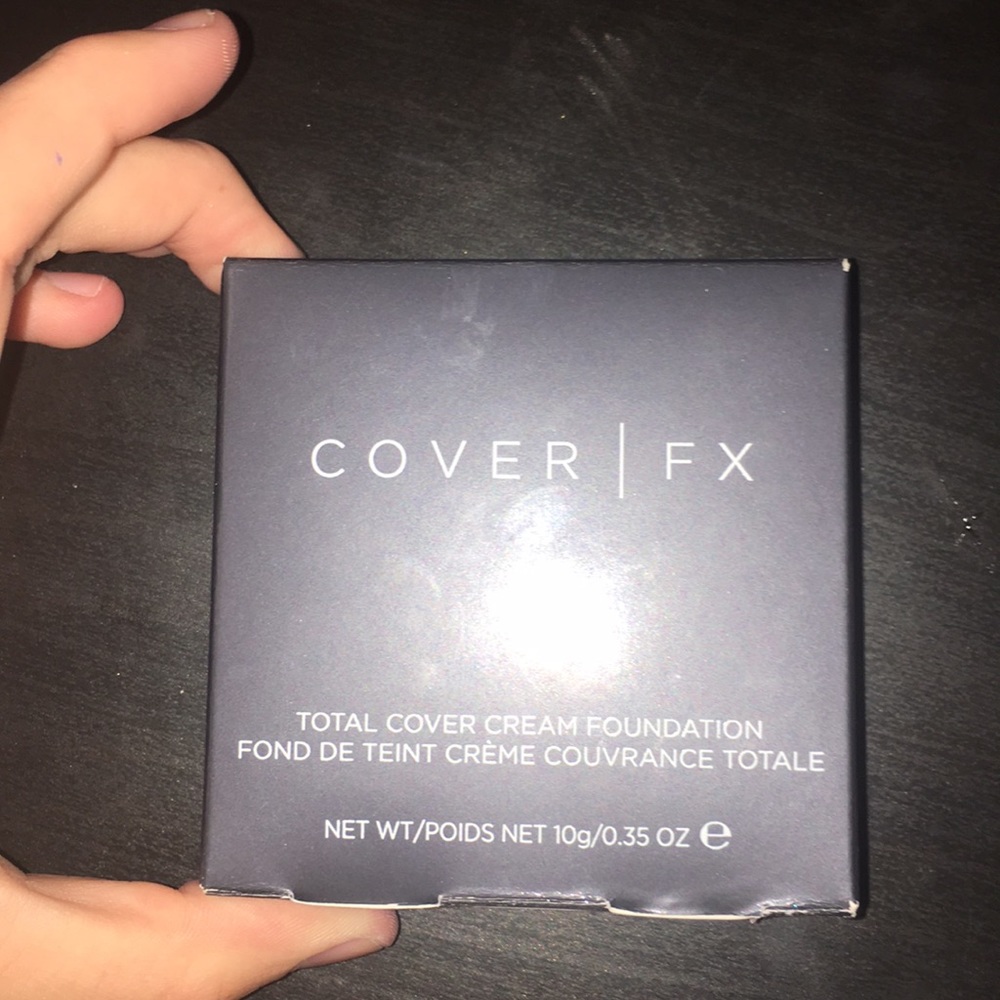 COVER | FX
TOTAL COVER CREAM FOUNDATION
FOND DE TEINT CRÈME COUVRANCE TOTALE
NET WT/POIDS NET 10g/0.35 OZ ℮